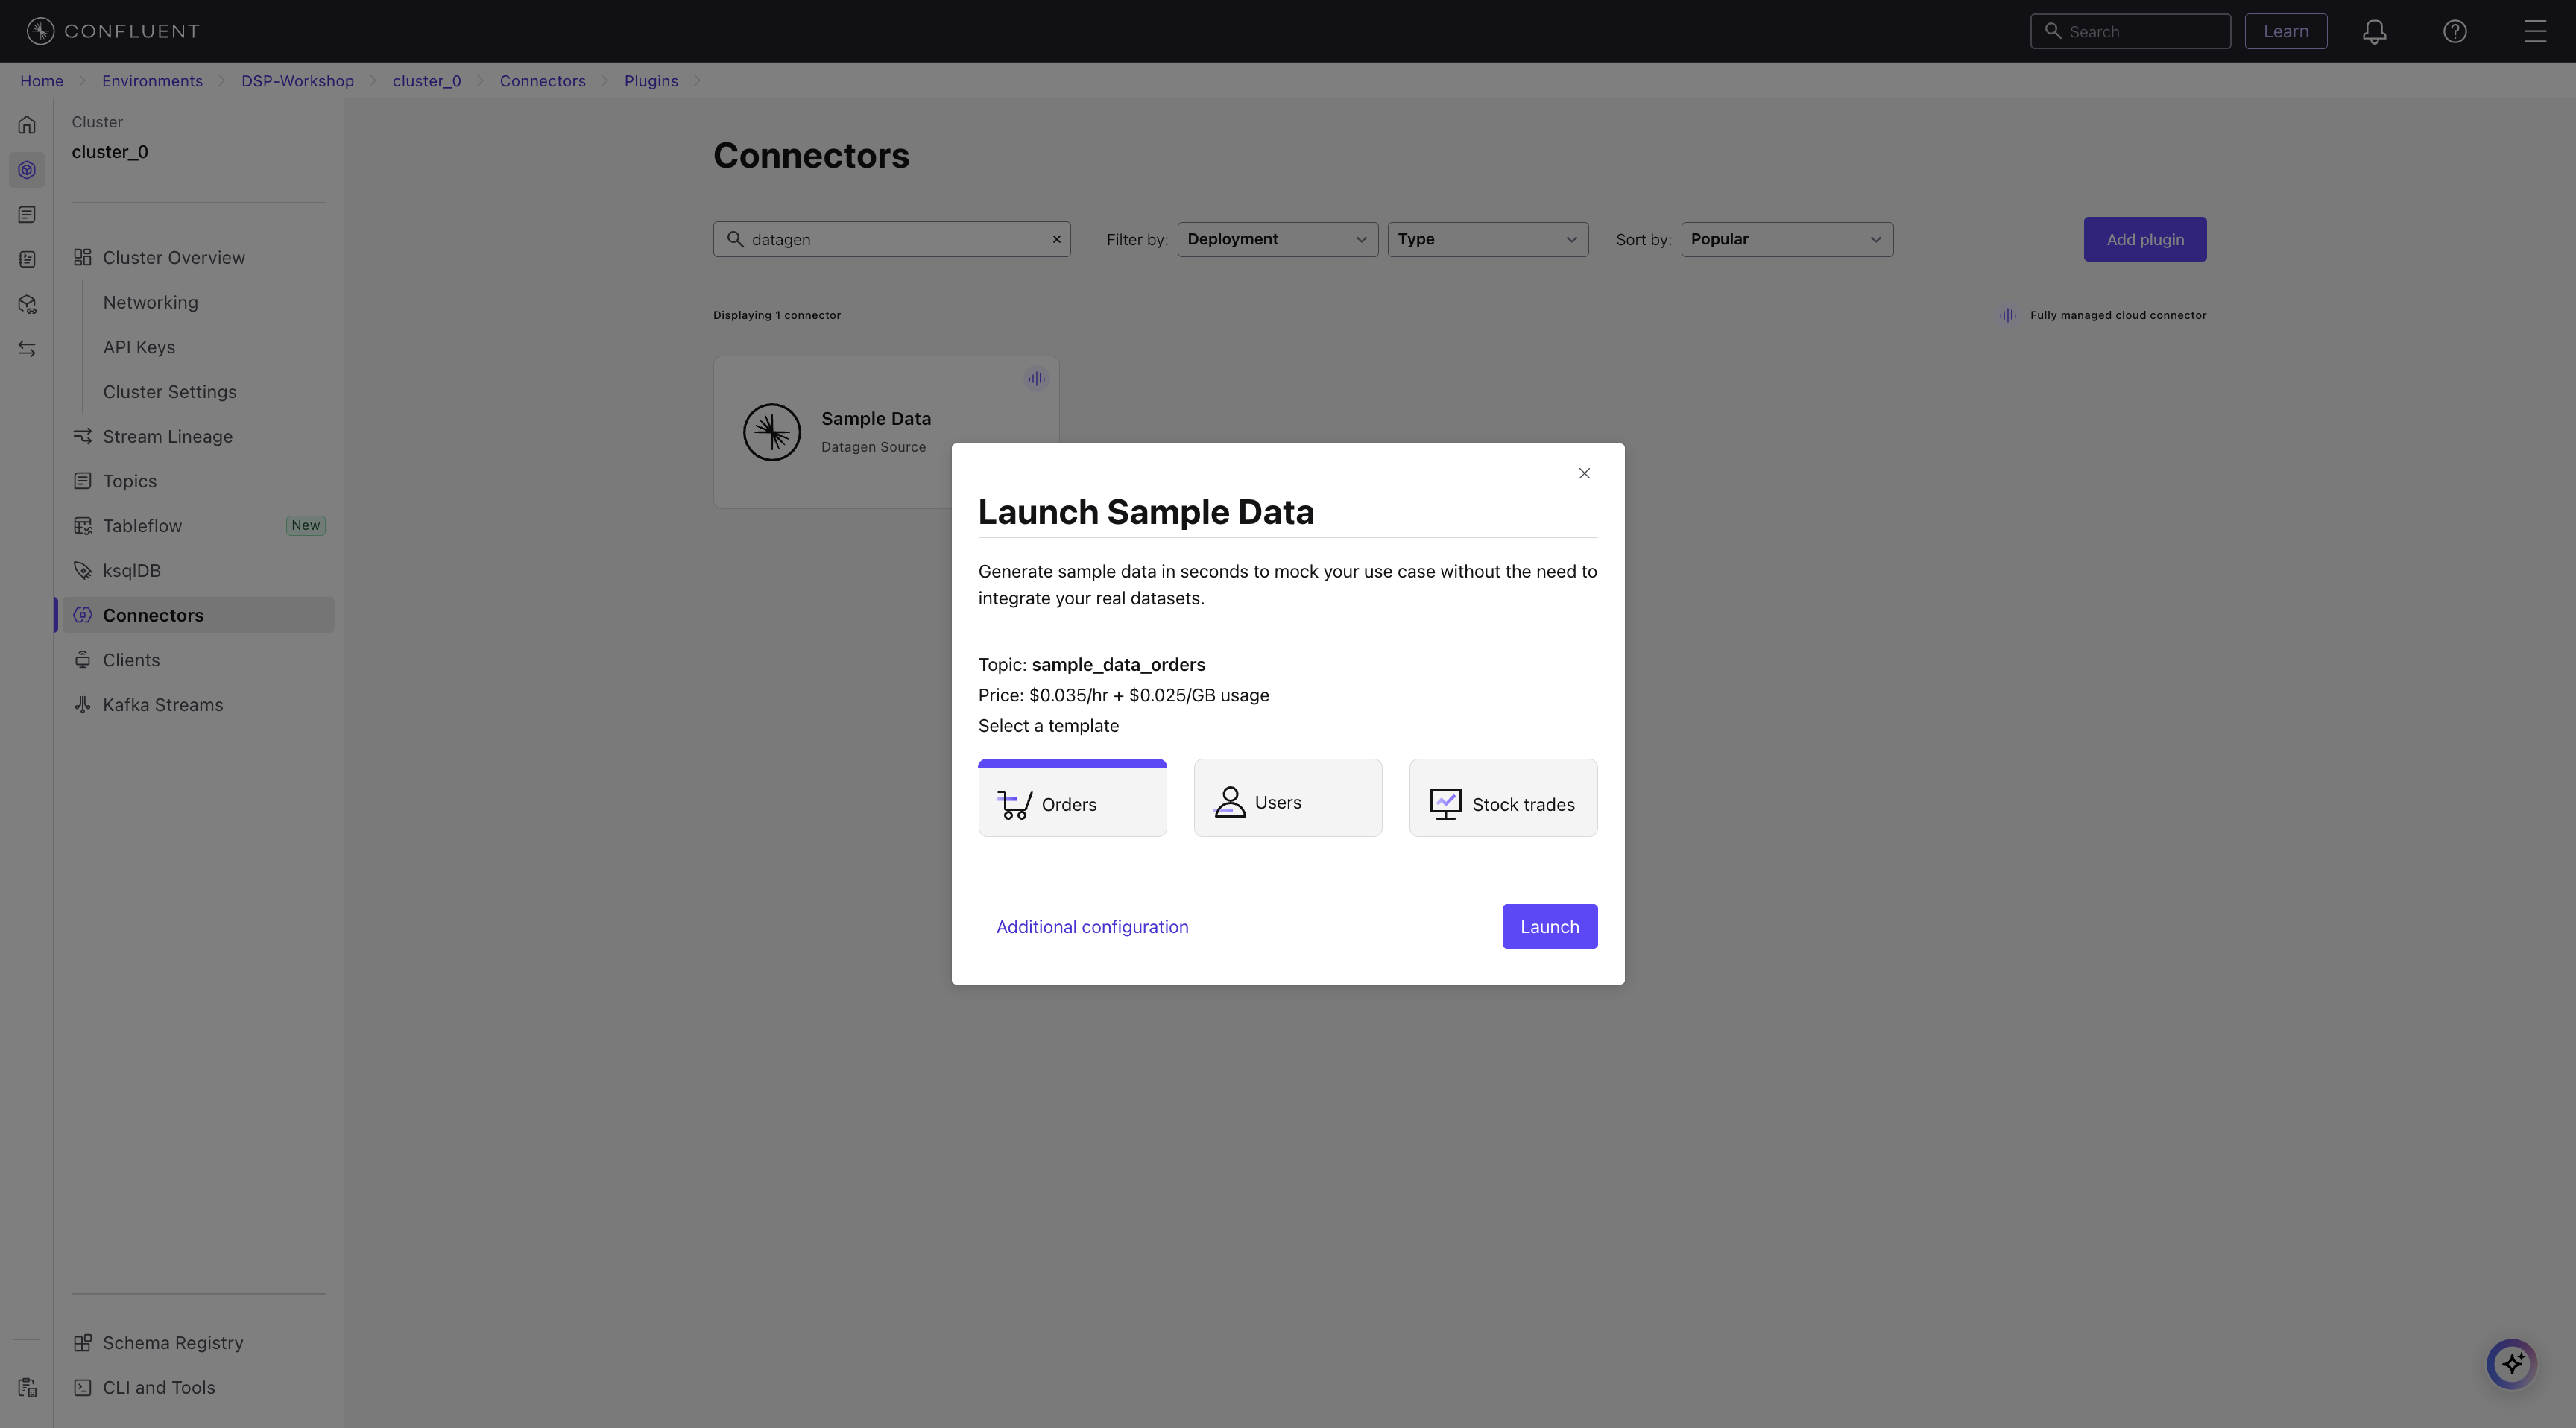 CONFLUENT
Search
Learn
Home
Environments
DSP-Workshop
cluster_0
Connectors
Plugins
Cluster
cluster_0
Cluster Overview
Networking
API Keys
Cluster Settings
Stream Lineage
Topics
Tableflow New
ksqlDB
Connectors
Clients
Kafka Streams
Schema Registry
CLI and Tools
Connectors
datagen
Filter by: Deployment Type Sort by: Popular
Add plugin
Displaying 1 connector
Fully managed cloud connector
Sample Data
Datagen Source
Launch Sample Data
Generate sample data in seconds to mock your use case without the need to
integrate your real datasets.
Topic: sample_data_orders
Price: $0.035/hr + $0.025/GB usage
Select a template
Orders
Users
Stock trades
Additional configuration
Launch